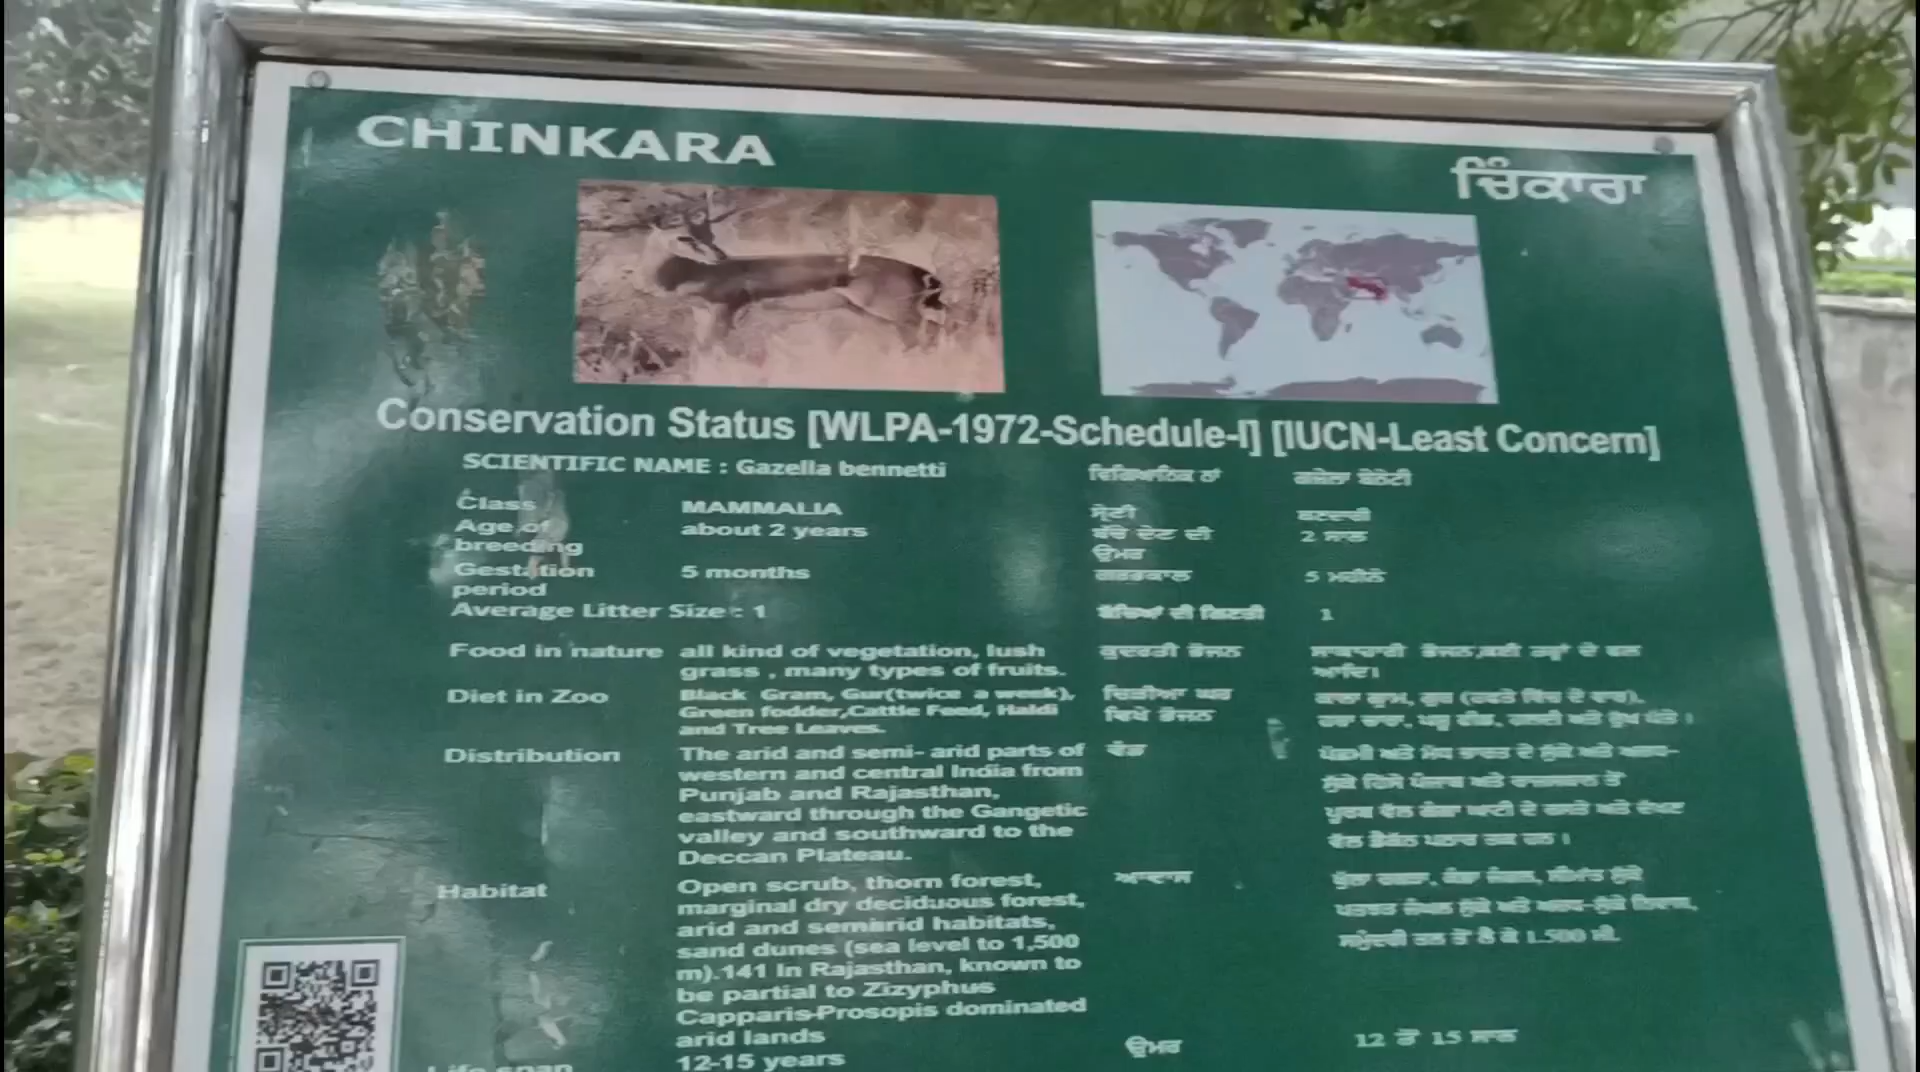 CHINKARA
ਚਿੰਕਾਰਾ
Conservation Status [WLPA-1972-Schedule-I] [IUCN-Least Concern]
SCIENTIFIC NAME : Gazella bennetti
ਵਿਗਿਆਨਿਕ ਨਾਂ
ਗਜ਼ੇਲਾ ਬੇਨੇਟੀ
Class MAMMALIA
ਸ਼੍ਰੇਣੀ ਥਣਧਾਰੀ
Age of breeding about 2 years
ਬੱਚੇ ਦੇਣ ਦੀ ਉਮਰ 2 ਸਾਲ
Gestation period 5 months
ਗਰਭਕਾਲ 5 ਮਹੀਨੇ
Average Litter Size : 1
ਬੱਚਿਆਂ ਦੀ ਗਿਣਤੀ 1
Food in nature all kind of vegetation, lush
grass , many types of fruits.
ਕੁਦਰਤੀ ਭੋਜਨ
ਆਦਿ।
Diet in Zoo Black Gram, Gur(twice a week),
Green fodder,Cattle Feed, Haldi
and Tree Leaves.
ਚਿੜੀਆ ਘਰ
ਵਿਖੇ ਭੋਜਨ
Distribution The arid and semi- arid parts of
western and central India from
Punjab and Rajasthan,
eastward through the Gangetic
valley and southward to the
Deccan Plateau.
ਵੰਡ
Habitat Open scrub, thorn forest,
marginal dry deciduous forest,
arid and semiarid habitats,
sand dunes (sea level to 1,500
m).141 In Rajasthan, known to
be partial to Zizyphus
Capparis-Prosopis dominated
arid lands
ਆਵਾਸ
Life span 12-15 years
ਉਮਰ 12 ਤੋਂ 15 ਸਾਲ